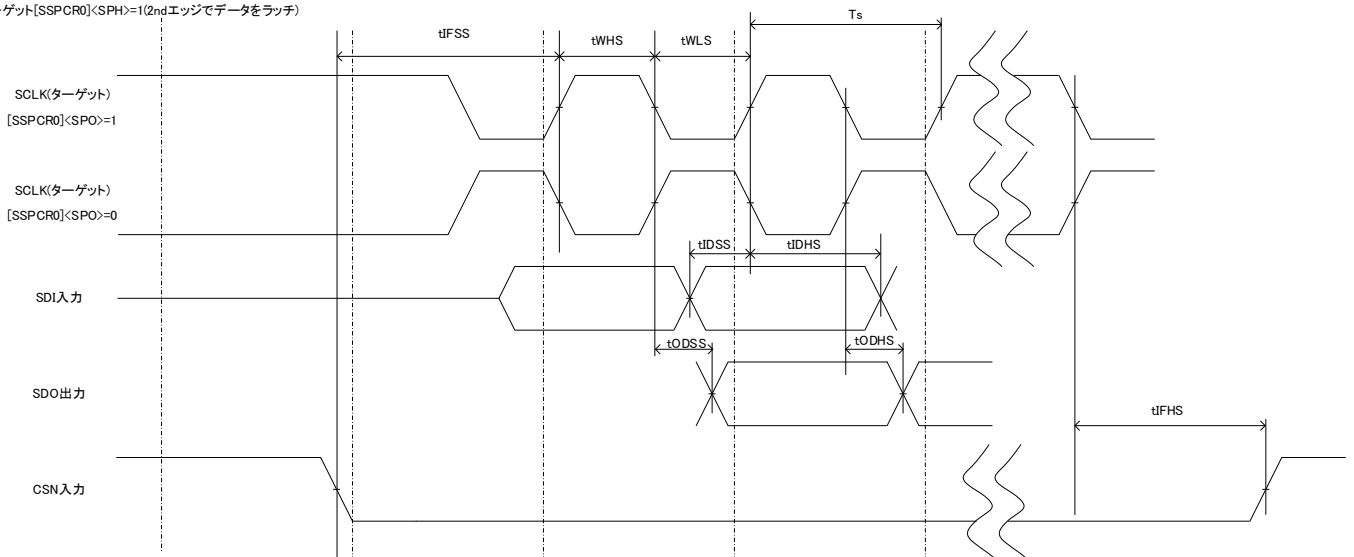 ゲット[SSPCR0]<SPH>=1(2ndエッジでデータをラッチ)
tIFSS
tWHS
tWLS
Ts
SCLK(ターゲット)
[SSPCR0]<SPO>=1
SCLK(ターゲット)
[SSPCR0]<SPO>=0
tIDSS
tIDHS
SDI入力
tODSS
tODHS
SDO出力
tIFHS
CSN入力